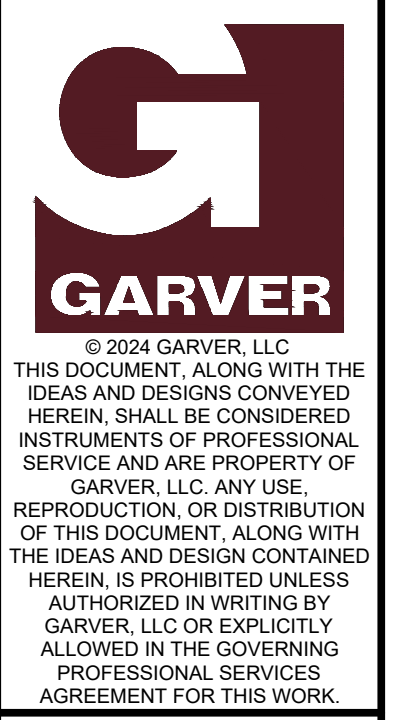 GARVER
© 2024 GARVER, LLC
THIS DOCUMENT, ALONG WITH THE
IDEAS AND DESIGNS CONVEYED
HEREIN, SHALL BE CONSIDERED
INSTRUMENTS OF PROFESSIONAL
SERVICE AND ARE PROPERTY OF
GARVER, LLC. ANY USE,
REPRODUCTION, OR DISTRIBUTION
OF THIS DOCUMENT, ALONG WITH
THE IDEAS AND DESIGN CONTAINED
HEREIN, IS PROHIBITED UNLESS
AUTHORIZED IN WRITING BY
GARVER, LLC OR EXPLICITLY
ALLOWED IN THE GOVERNING
PROFESSIONAL SERVICES
AGREEMENT FOR THIS WORK.